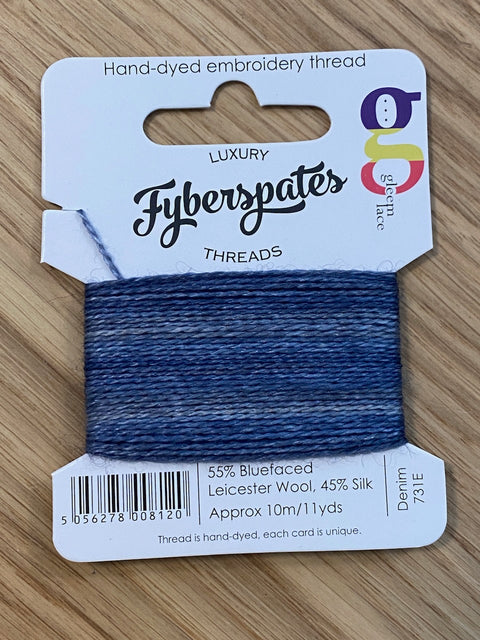 Hand-dyed embroidery thread
g
gleem
lace
LUXURY
Fyberspates
THREADS
55% Bluefaced
Leicester Wool, 45% Silk
Approx 10m/11yds
Denim
731E
5 056278 008120
Thread is hand-dyed, each card is unique.